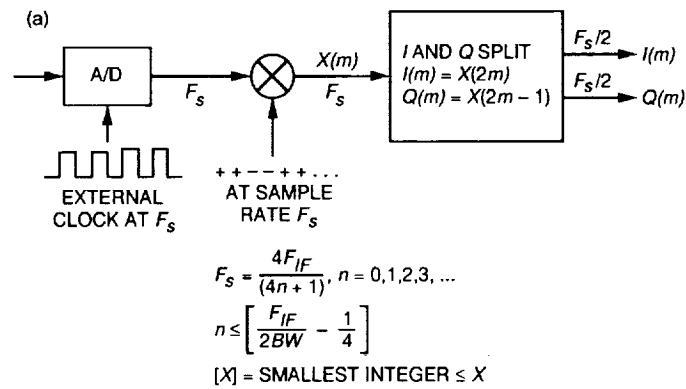 (a)
A/D
F_s
X(m)
F_s
I AND Q SPLIT
I(m) = X(2m)
Q(m) = X(2m − 1)
F_s/2
I(m)
F_s/2
Q(m)
EXTERNAL
CLOCK AT F_s
+ + − − + + . . .
AT SAMPLE
RATE F_s
F_s = 4F_IF / (4n + 1), n = 0,1,2,3, ...
n ≤ [F_IF / 2BW − 1/4]
[X] = SMALLEST INTEGER ≤ X